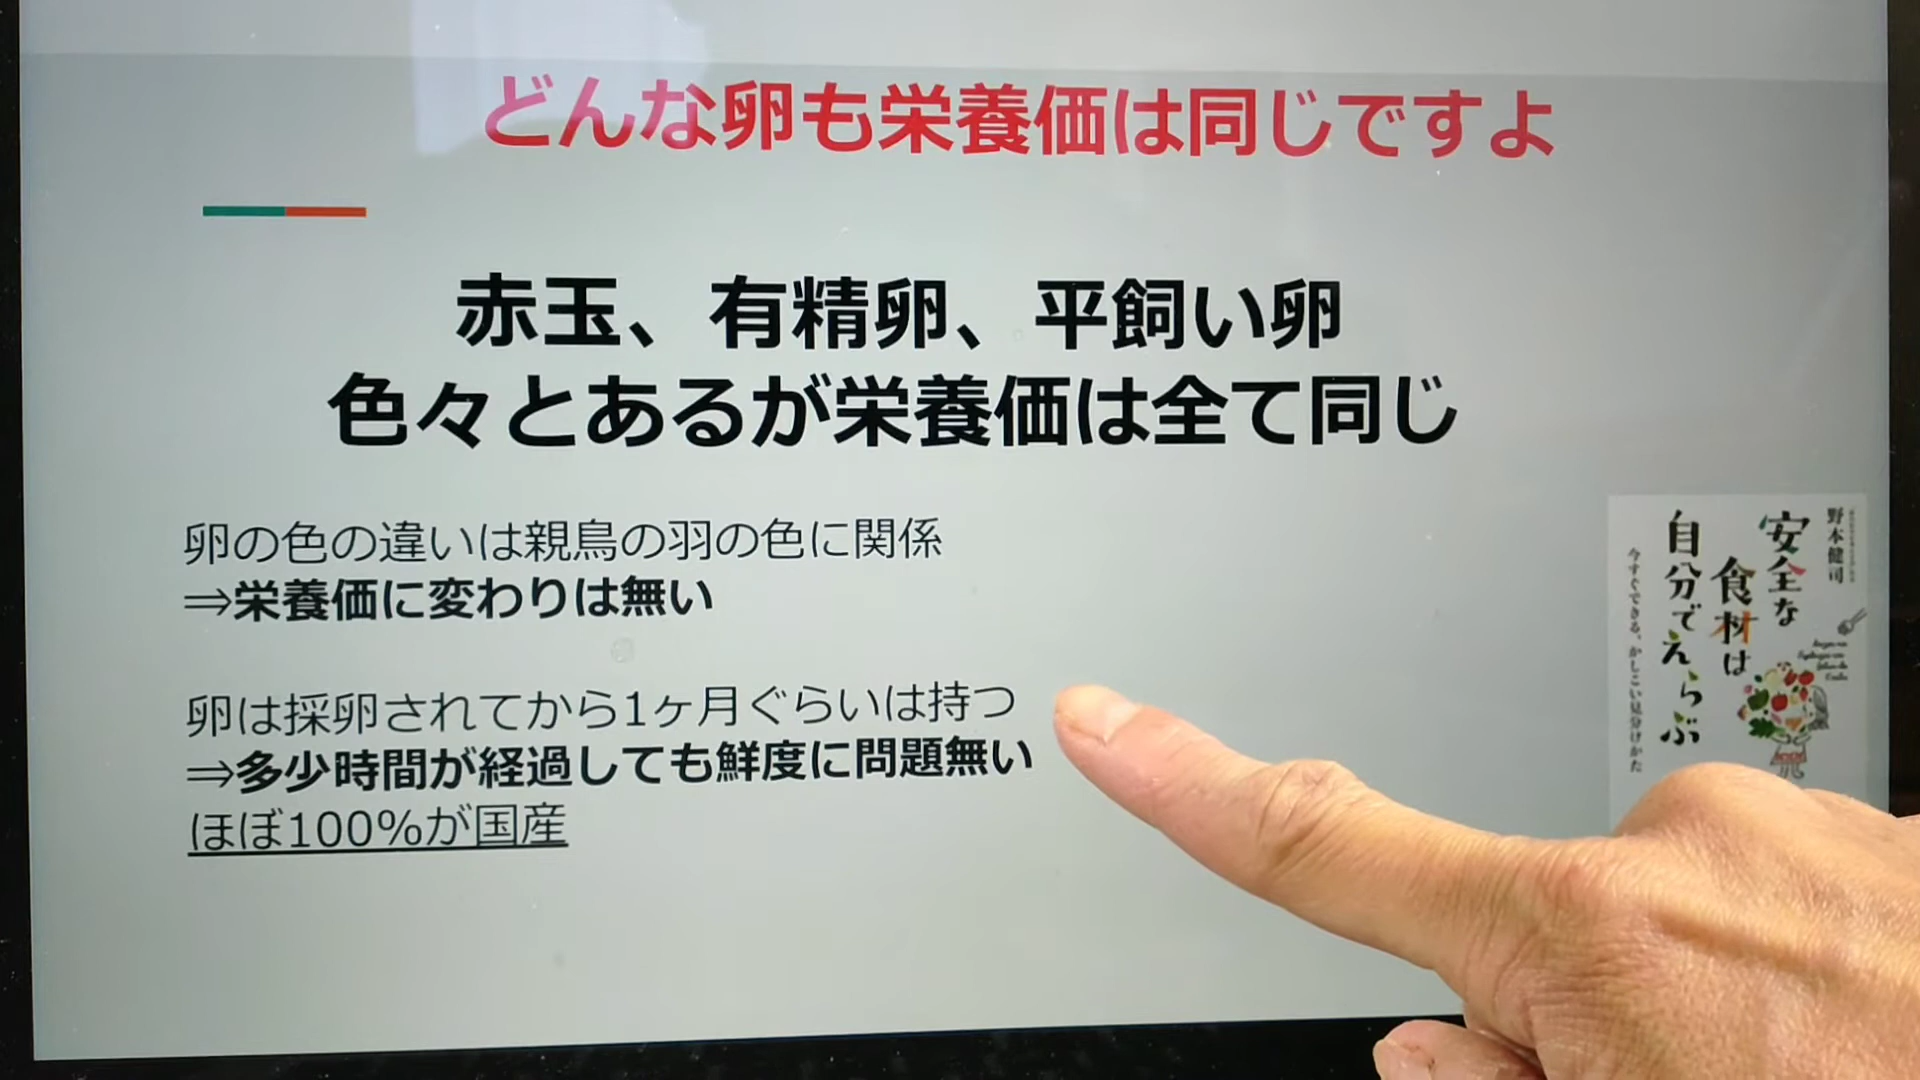 どんな卵も栄養価は同じですよ
赤玉、有精卵、平飼い卵
色々とあるが栄養価は全て同じ
卵の色の違いは親鳥の羽の色に関係
⇒栄養価に変わりは無い
卵は採卵されてから1ヶ月ぐらいは持つ
⇒多少時間が経過しても鮮度に問題無い
ほぼ100%が国産
野本健司
安全な
食材は
自分でえらぶ
今すぐできる、かしこい見分けかた